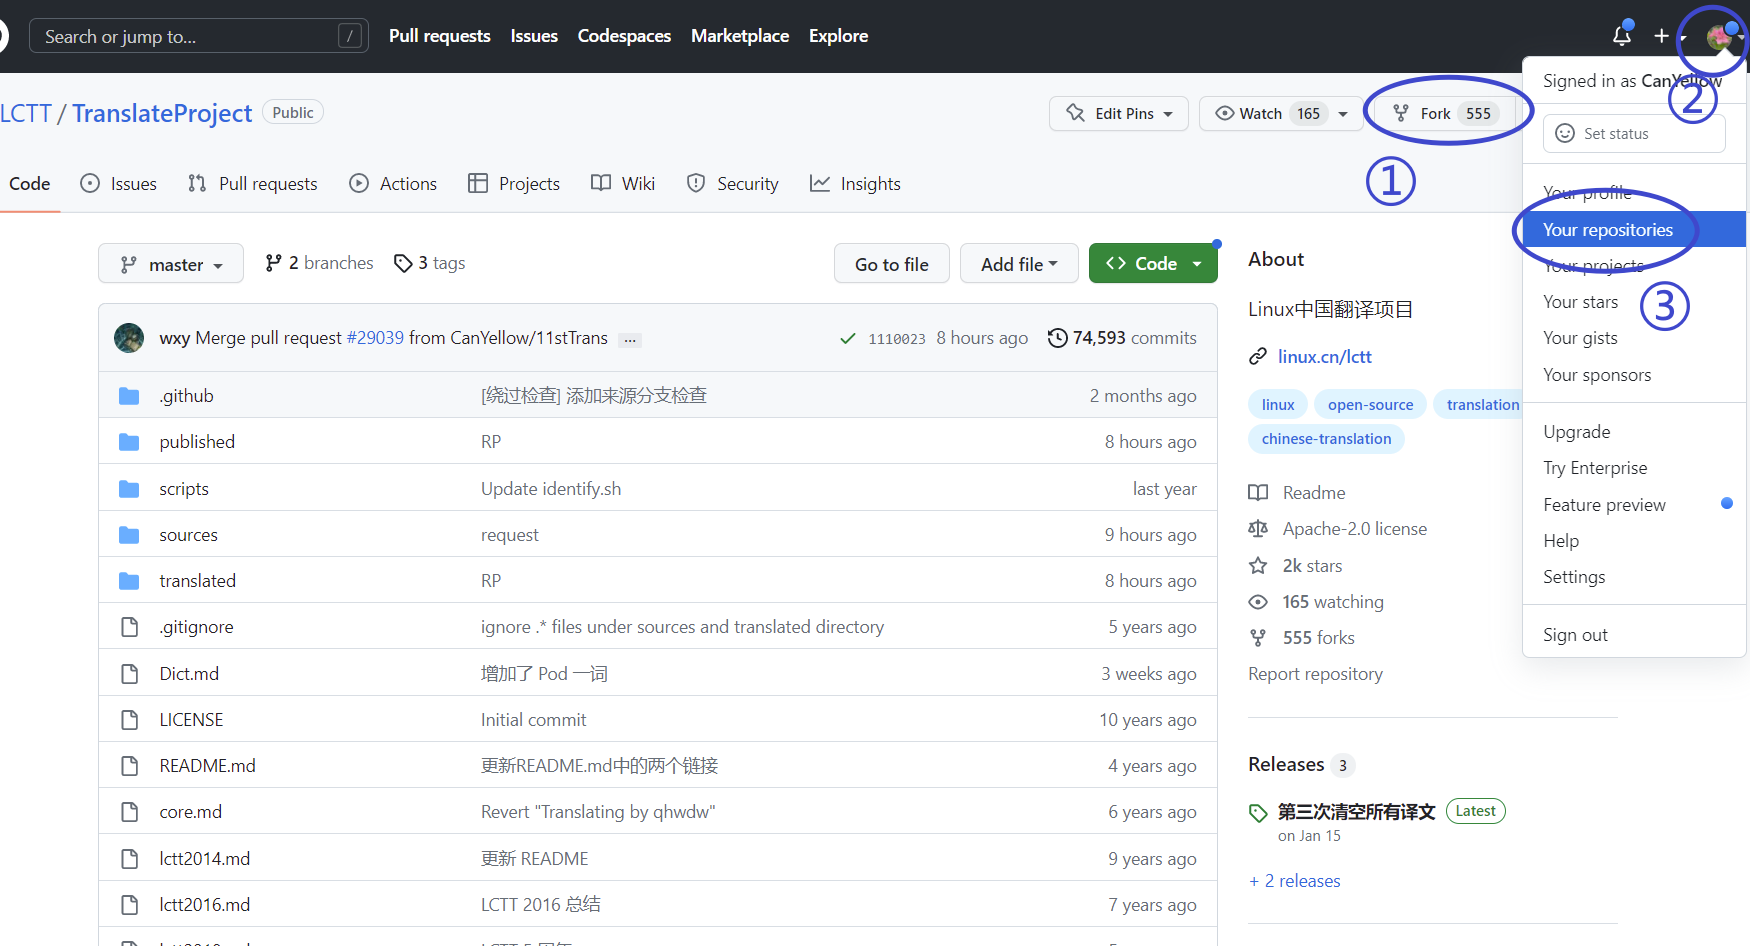 Search or jump to... / Pull requests Issues Codespaces Marketplace Explore
Signed in as CanYellow
②
LCTT / TranslateProject Public Edit Pins Watch 165 Fork 555
Set status
①
Code Issues Pull requests Actions Projects Wiki Security Insights
Your profile
Your repositories
Your projects
Your stars
③
Your gists
Your sponsors
Upgrade
Try Enterprise
Feature preview
Help
Settings
Sign out
master 2 branches 3 tags Go to file Add file Code
wxy Merge pull request #29039 from CanYellow/11stTrans ... 1110023 8 hours ago 74,593 commits
.github [绕过检查] 添加来源分支检查 2 months ago
published RP 8 hours ago
scripts Update identify.sh last year
sources request 9 hours ago
translated RP 8 hours ago
.gitignore ignore .* files under sources and translated directory 5 years ago
Dict.md 增加了 Pod 一词 3 weeks ago
LICENSE Initial commit 10 years ago
README.md 更新README.md中的两个链接 4 years ago
core.md Revert "Translating by qhwdw" 6 years ago
lctt2014.md 更新 README 9 years ago
lctt2016.md LCTT 2016 总结 7 years ago
About
Linux中国翻译项目
linux.cn/lctt
linux open-source translation
chinese-translation
Readme
Apache-2.0 license
2k stars
165 watching
555 forks
Report repository
Releases 3
第三次清空所有译文 Latest
on Jan 15
+ 2 releases